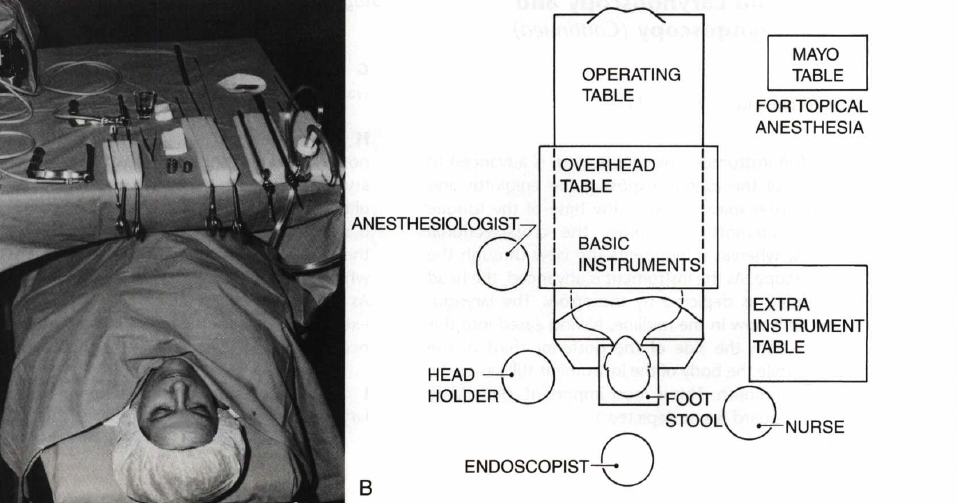 OPERATING
TABLE
MAYO
TABLE
FOR TOPICAL
ANESTHESIA
OVERHEAD
TABLE
ANESTHESIOLOGIST
BASIC
INSTRUMENTS
EXTRA
INSTRUMENT
TABLE
HEAD
HOLDER
FOOT
STOOL
NURSE
ENDOSCOPIST
B